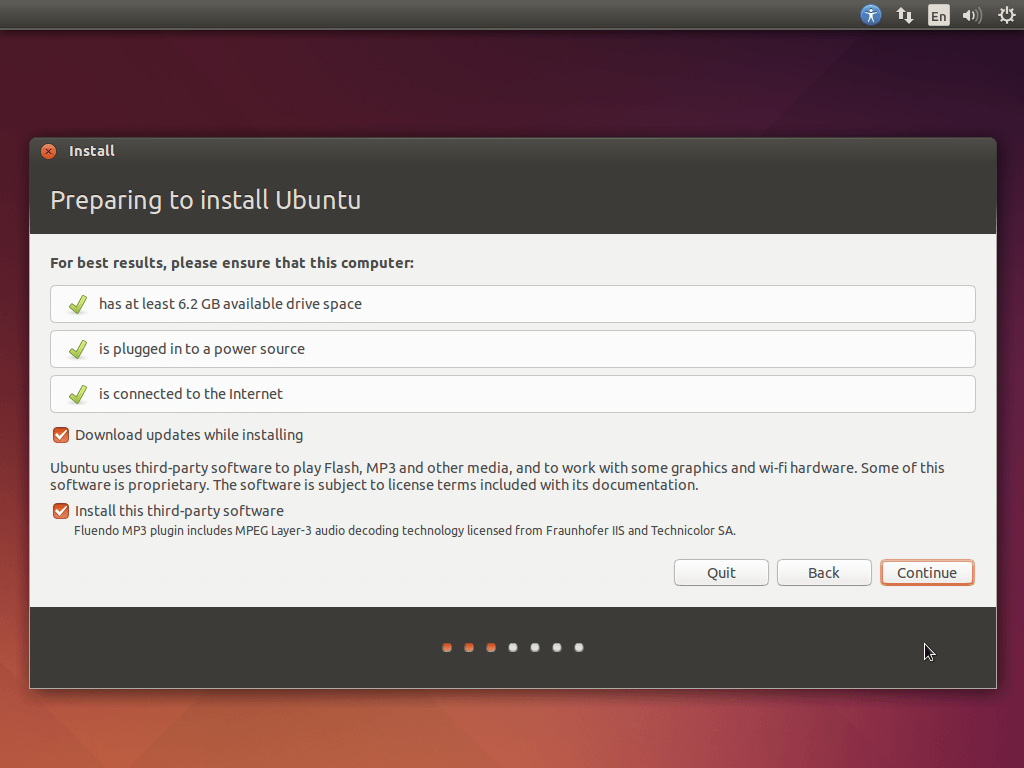 En
Install
Preparing to install Ubuntu
For best results, please ensure that this computer:
has at least 6.2 GB available drive space
is plugged in to a power source
is connected to the Internet
Download updates while installing
Ubuntu uses third-party software to play Flash, MP3 and other media, and to work with some graphics and wi-fi hardware. Some of this
software is proprietary. The software is subject to license terms included with its documentation.
Install this third-party software
Fluendo MP3 plugin includes MPEG Layer-3 audio decoding technology licensed from Fraunhofer IIS and Technicolor SA.
Quit Back Continue